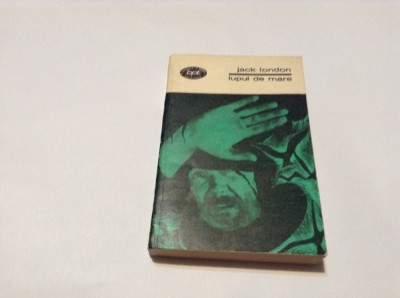 bpt
jack london
lupul de mare